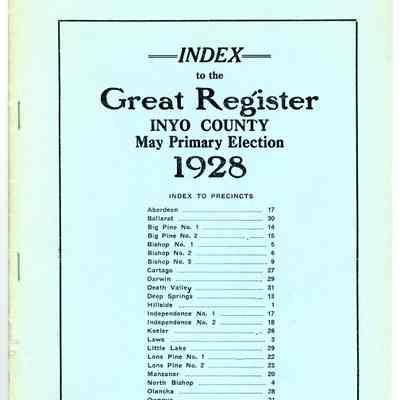 INDEX
to the
Great Register
INYO COUNTY
May Primary Election
1928
INDEX TO PRECINCTS
Aberdeen 17
Ballarat 30
Big Pine No. 1 14
Big Pine No. 2 15
Bishop No. 1 5
Bishop No. 2 6
Bishop No. 3 9
Cartago 27
Darwin 29
Death Valley 31
Deep Springs 13
Hillside 1
Independence No. 1 17
Independence No. 2 18
Keeler 26
Laws 3
Little Lake 29
Lone Pine No. 1 22
Lone Pine No. 2 23
Manzanar 20
North Bishop 4
Olancha 28